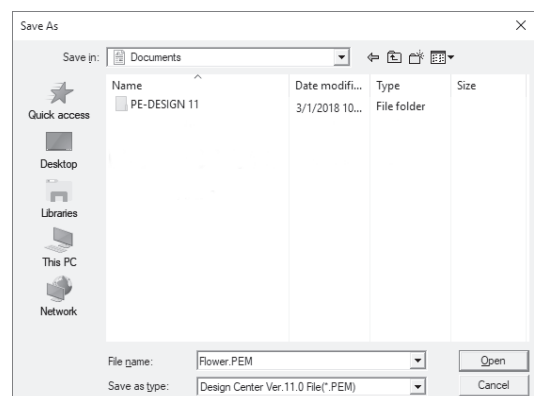 Save As
Save in: Documents
Name Date modifi... Type Size
PE-DESIGN 11 3/1/2018 10... File folder
Quick access
Desktop
Libraries
This PC
Network
File name: Flower.PEM Open
Save as type: Design Center Ver.11.0 File(*.PEM) Cancel